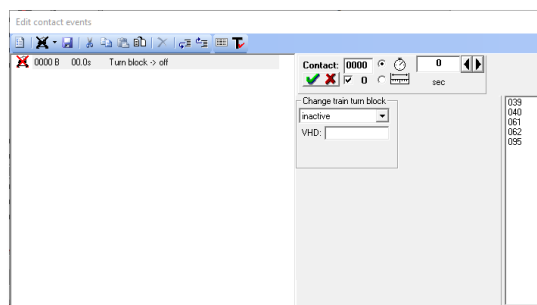 Edit contact events
0000 B 00.0s Turn block -> off
Contact: 0000 0
0 sec
Change train turn block
inactive
VHD:
039
040
061
062
095